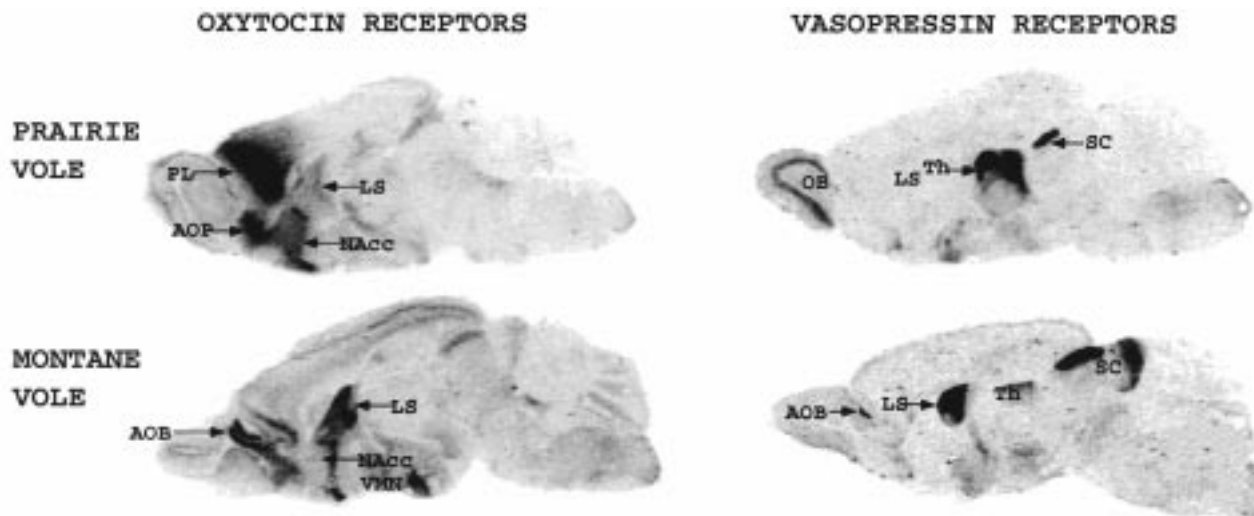 OXYTOCIN RECEPTORS
VASOPRESSIN RECEPTORS
PRAIRIE
VOLE
PL
LS
AOP
NAcc
SC
Th
LS
OB
MONTANE
VOLE
LS
AOB
NAcc
VMN
SC
Th
LS
AOB